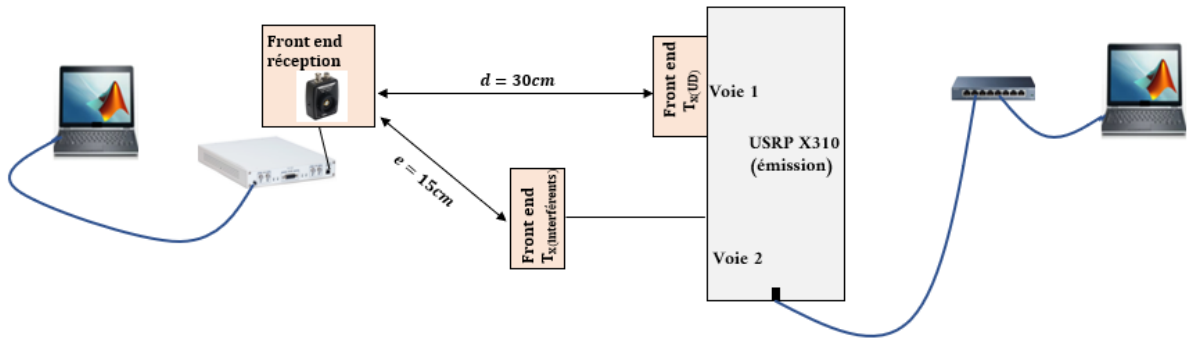 Front end
réception
d = 30cm
e = 15cm
Front end
TX(UD)
Front end
TX(Interférents)
Voie 1
USRP X310
(émission)
Voie 2